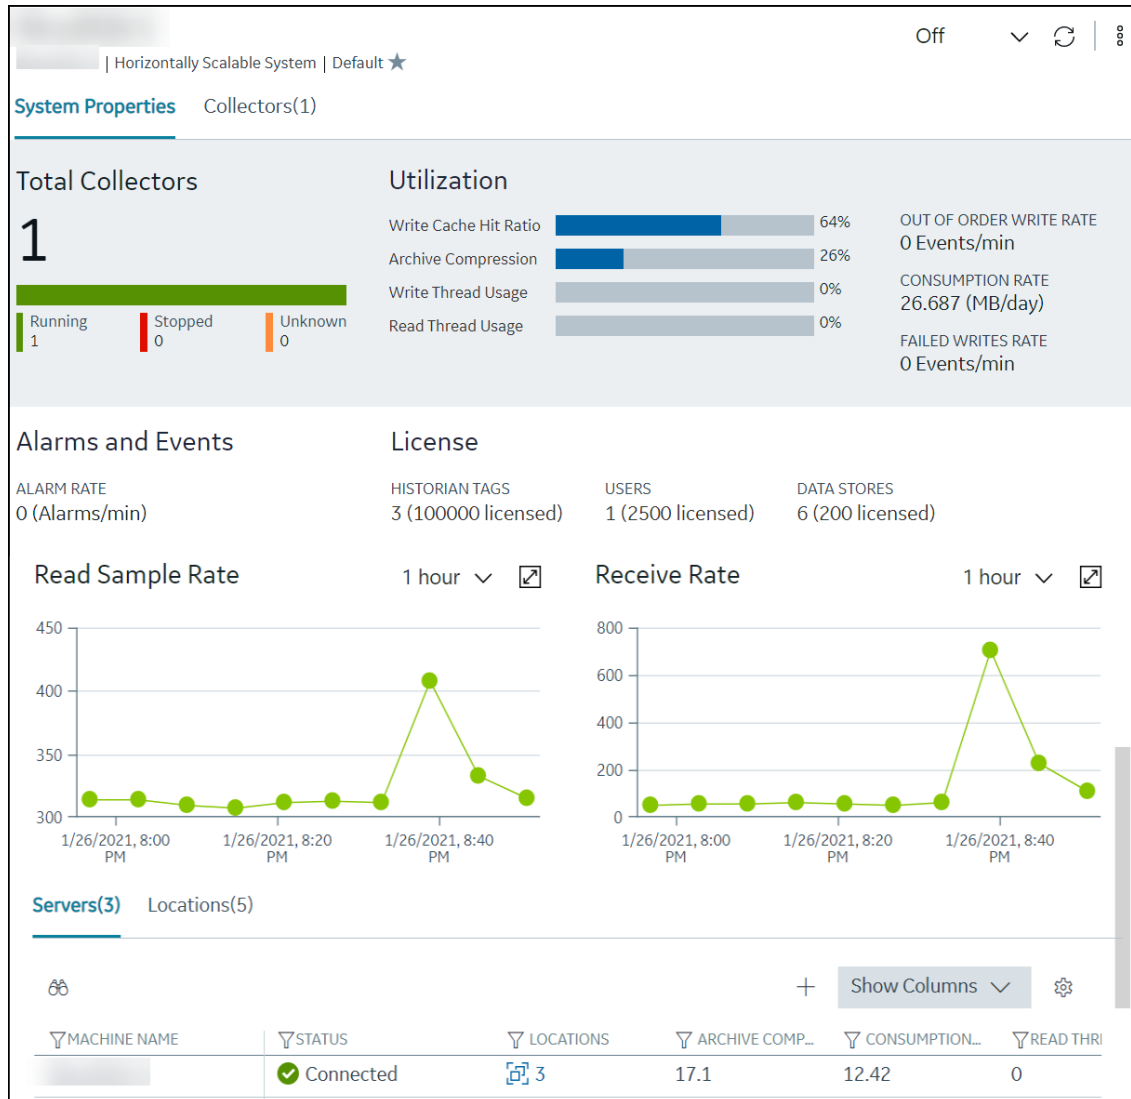 Off
| Horizontally Scalable System | Default
System Properties Collectors(1)
Total Collectors
1
Running
1
Stopped
0
Unknown
0
Utilization
Write Cache Hit Ratio 64%
Archive Compression 26%
Write Thread Usage 0%
Read Thread Usage 0%
OUT OF ORDER WRITE RATE
0 Events/min
CONSUMPTION RATE
26.687 (MB/day)
FAILED WRITES RATE
0 Events/min
Alarms and Events
ALARM RATE
0 (Alarms/min)
License
HISTORIAN TAGS
3 (100000 licensed)
USERS
1 (2500 licensed)
DATA STORES
6 (200 licensed)
Read Sample Rate 1 hour
450
400
350
300
1/26/2021, 8:00
PM
1/26/2021, 8:20
PM
1/26/2021, 8:40
PM
Receive Rate 1 hour
800
600
400
200
0
1/26/2021, 8:00
PM
1/26/2021, 8:20
PM
1/26/2021, 8:40
PM
Servers(3) Locations(5)
Show Columns
MACHINE NAME STATUS LOCATIONS ARCHIVE COMP... CONSUMPTION... READ THRI
Connected 3 17.1 12.42 0